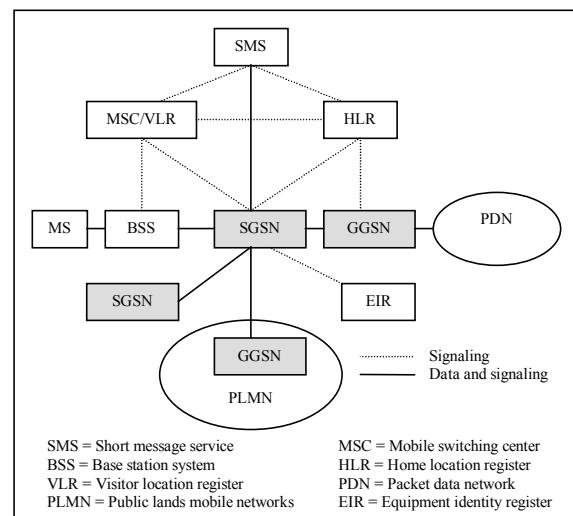 SMS
MSC/VLR
HLR
MS
BSS
SGSN
GGSN
PDN
SGSN
EIR
GGSN
PLMN
Signaling
Data and signaling
SMS = Short message service
BSS = Base station system
VLR = Visitor location register
PLMN = Public lands mobile networks
MSC = Mobile switching center
HLR = Home location register
PDN = Packet data network
EIR = Equipment identity register